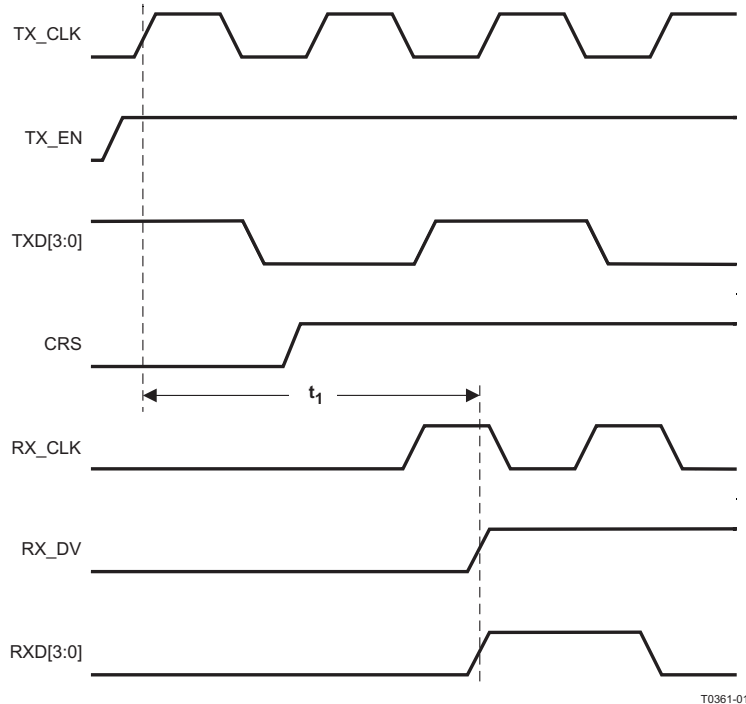 TX_CLK
TX_EN
TXD[3:0]
CRS
t1
RX_CLK
RX_DV
RXD[3:0]
T0361-01